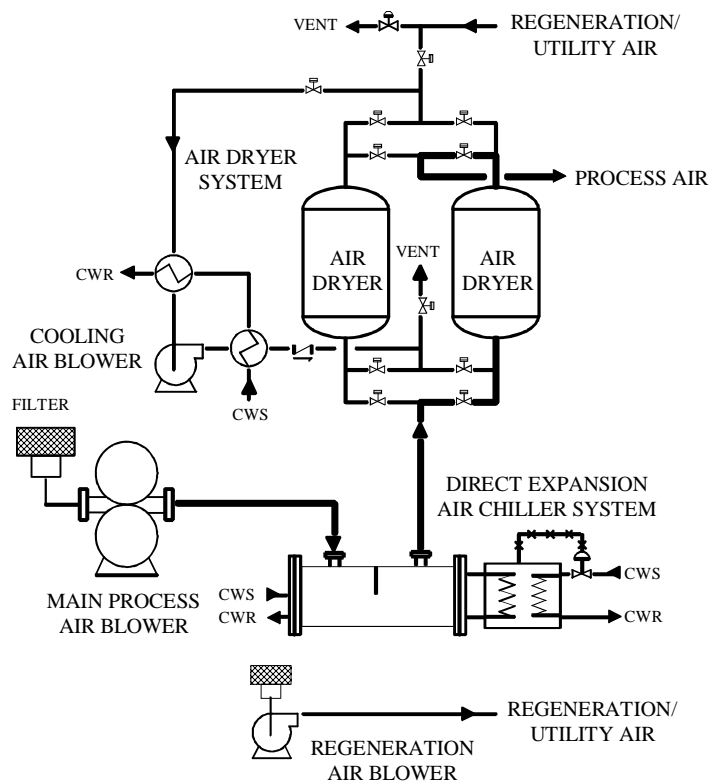 VENT
REGENERATION/
UTILITY AIR
AIR DRYER
SYSTEM
PROCESS AIR
AIR
DRYER
VENT
AIR
DRYER
CWR
COOLING
AIR BLOWER
CWS
FILTER
DIRECT EXPANSION
AIR CHILLER SYSTEM
MAIN PROCESS
AIR BLOWER
CWS
CWR
CWS
CWR
REGENERATION
AIR BLOWER
REGENERATION/
UTILITY AIR